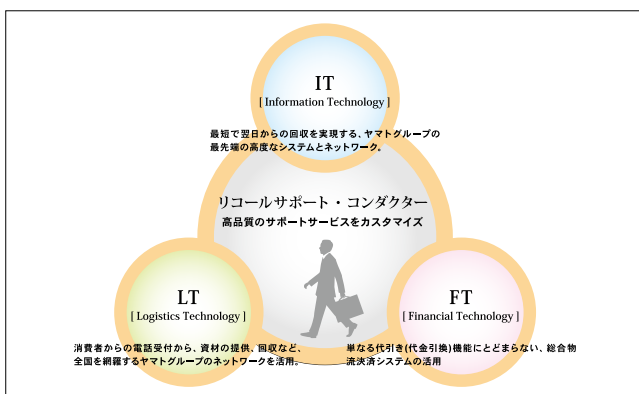 IT
[ Information Technology ]
最短で翌日からの回収を実現する、ヤマトグループの
最先端の高度なシステムとネットワーク。
リコールサポート・コンダクター
高品質のサポートサービスをカスタマイズ
LT
[ Logistics Technology ]
消費者からの電話受付から、資材の提供、回収など、
全国を網羅するヤマトグループのネットワークを活用。
FT
[ Financial Technology ]
単なる代引き(代金引換)機能にとどまらない、総合物
流決済システムの活用